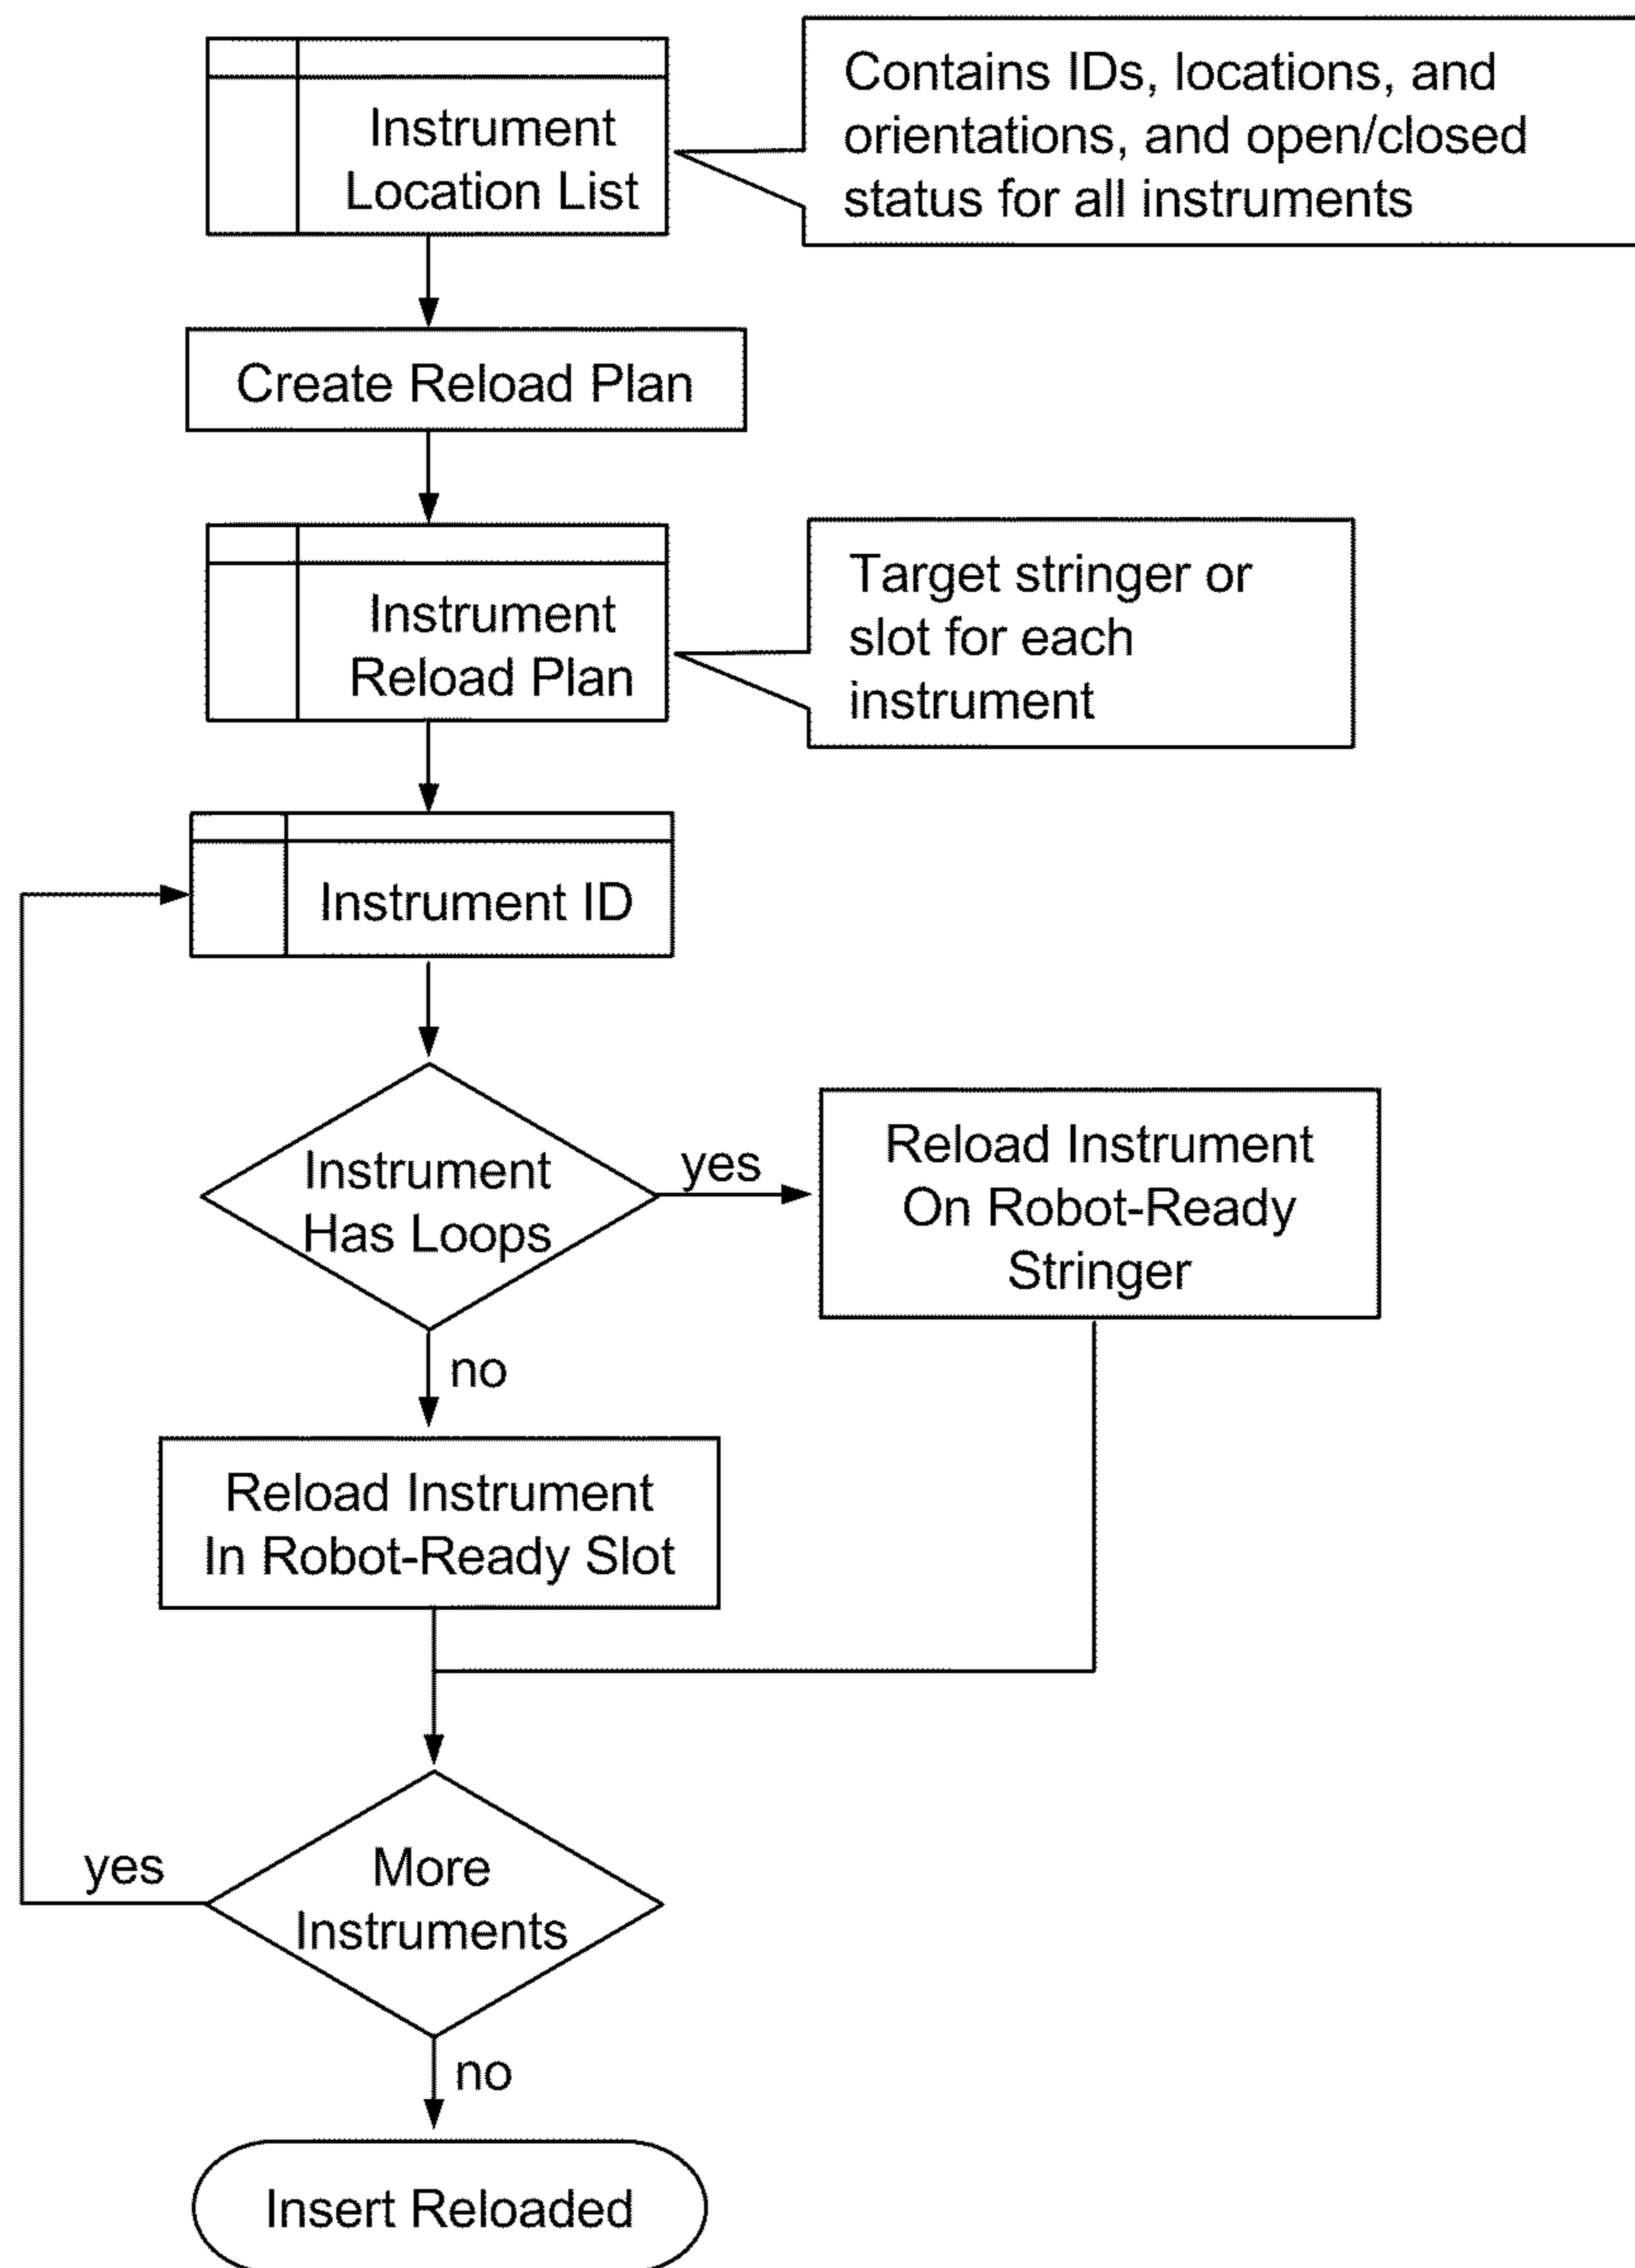 Instrument
Location List
Contains IDs, locations, and
orientations, and open/closed
status for all instruments
Create Reload Plan
Instrument
Reload Plan
Target stringer or
slot for each
instrument
Instrument ID
Instrument
Has Loops
yes
Reload Instrument
On Robot-Ready
Stringer
no
Reload Instrument
In Robot-Ready Slot
yes
More
Instruments
no
Insert Reloaded